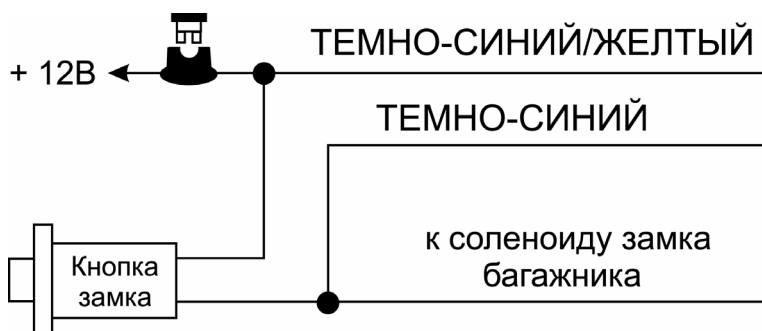 ТЕМНО-СИНИЙ/ЖЕЛТЫЙ
+ 12В
ТЕМНО-СИНИЙ
к соленоиду замка
багажника
Кнопка
замка